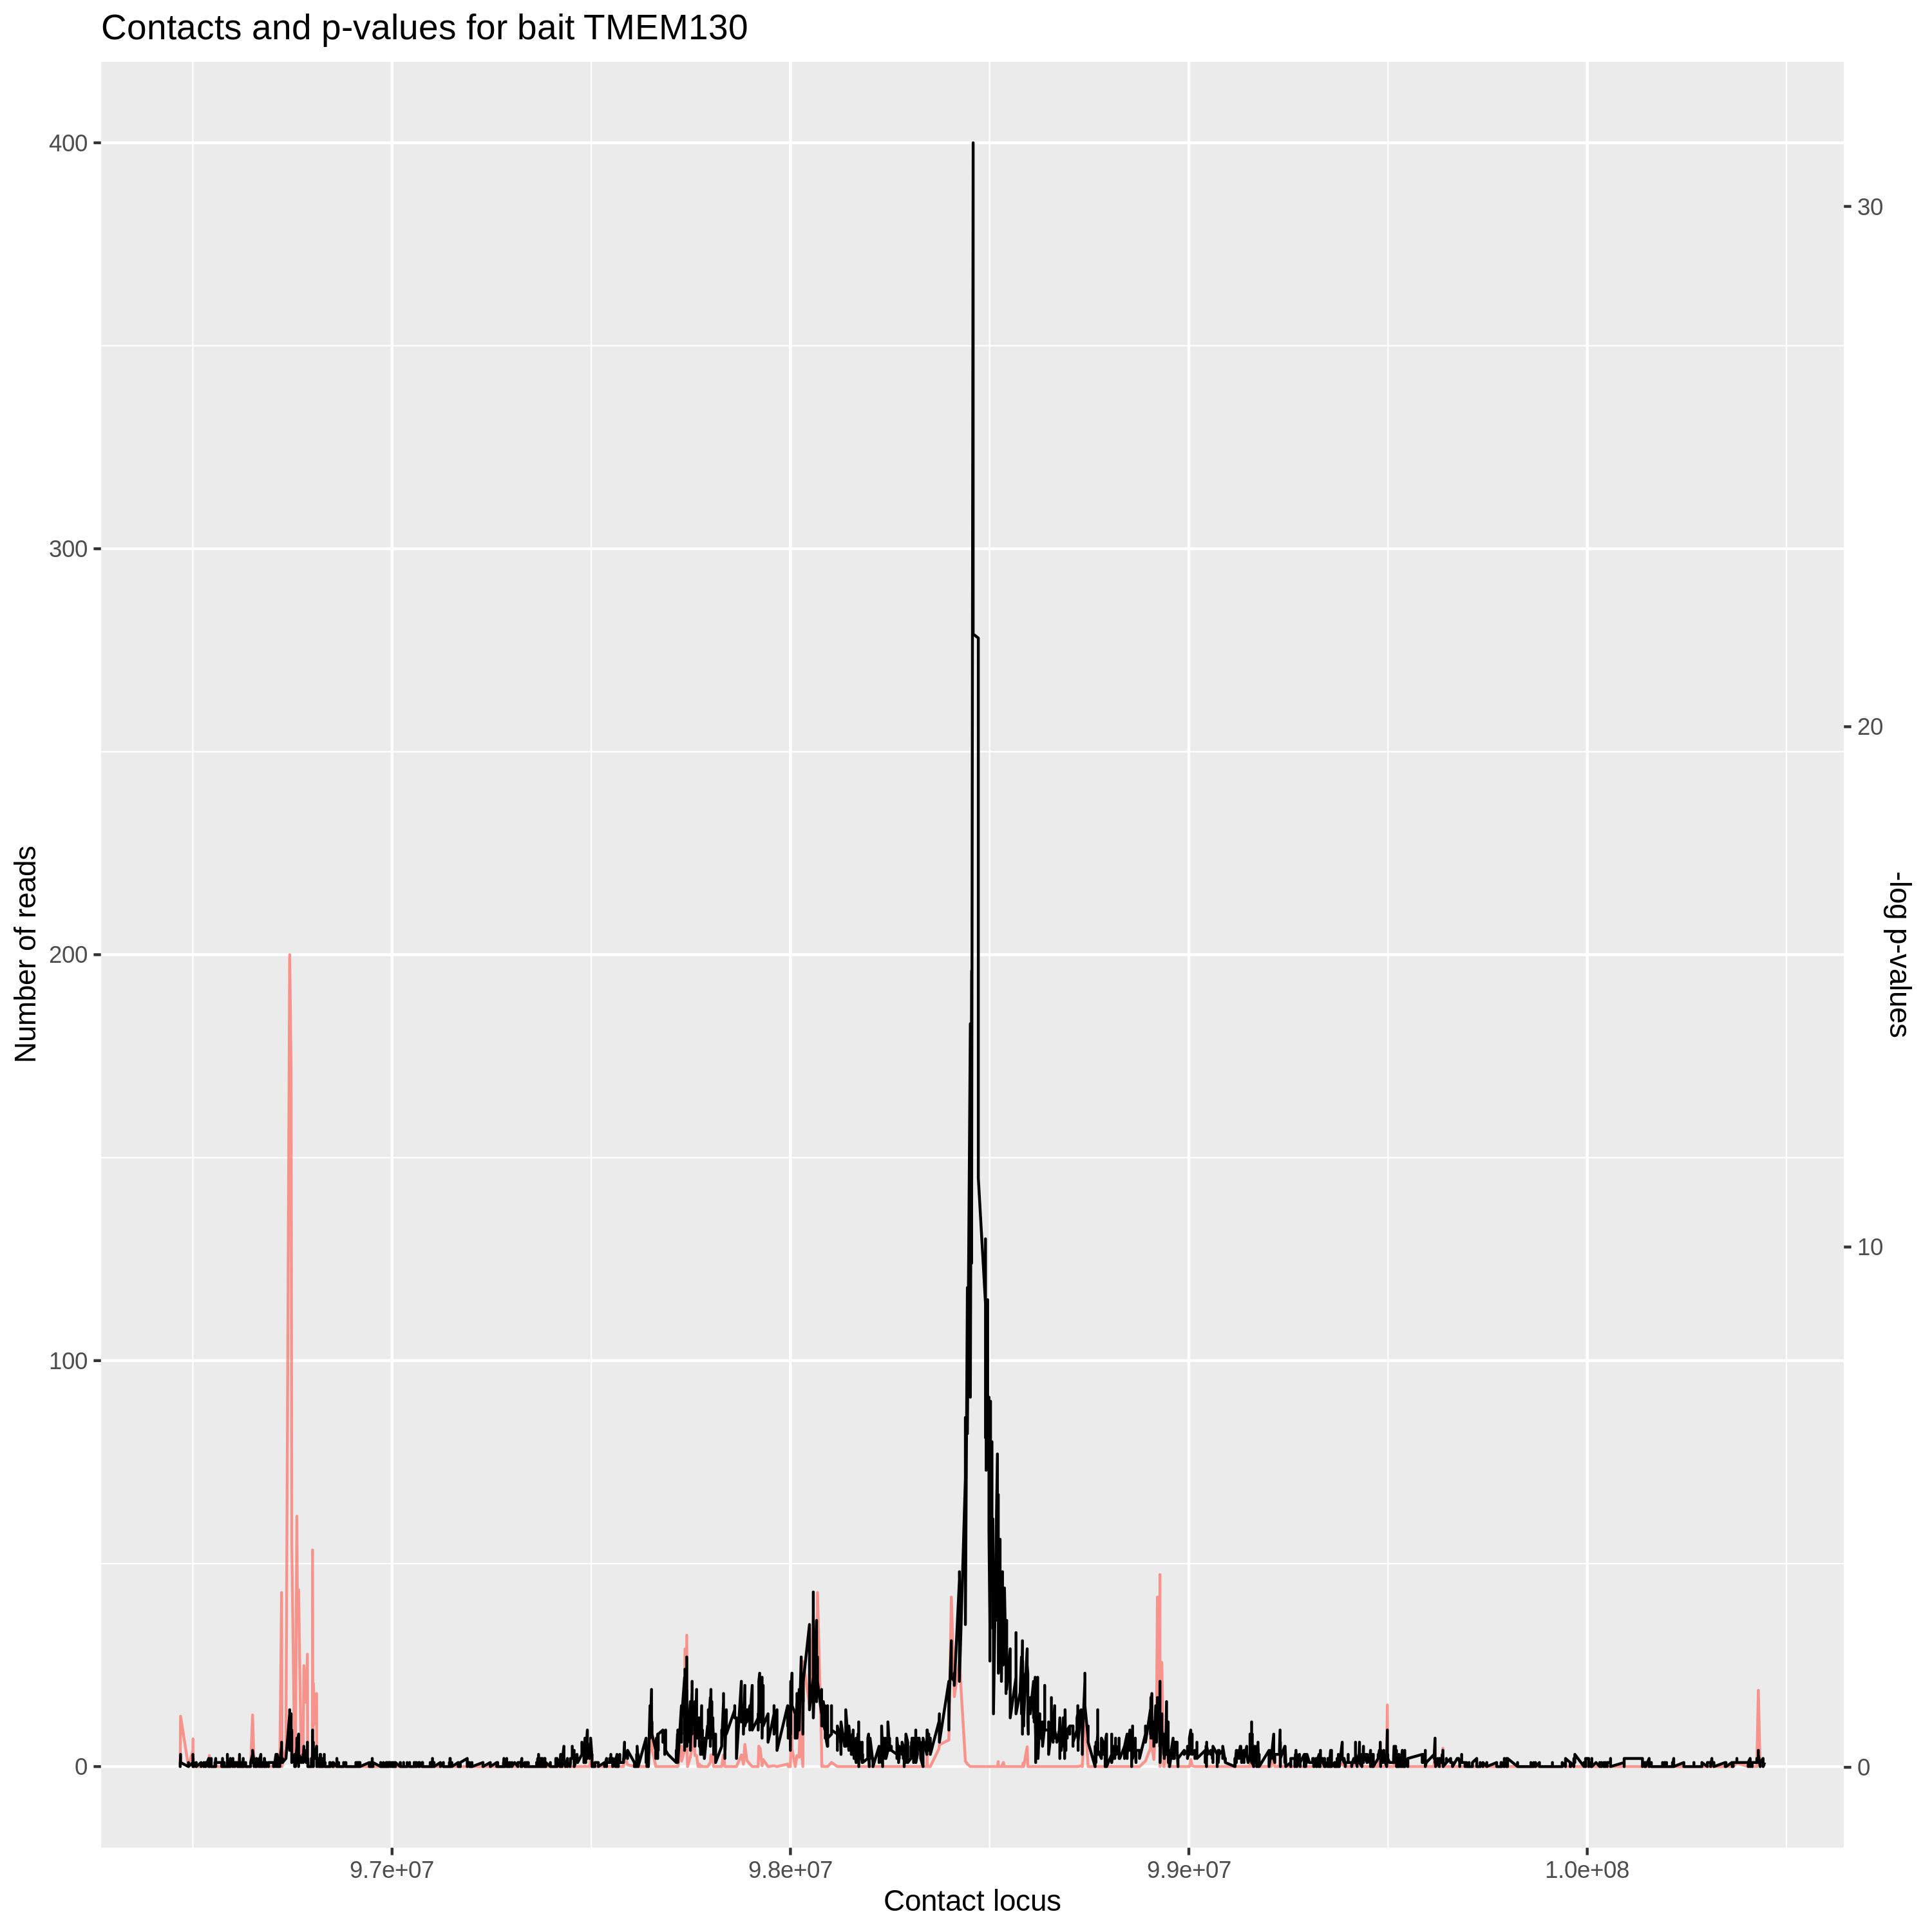 Contacts and p-values for bait TMEM130
400
300
200
100
0
Number of reads
30
20
10
0
-log p-values
9.7e+07
9.8e+07
9.9e+07
1.0e+08
Contact locus